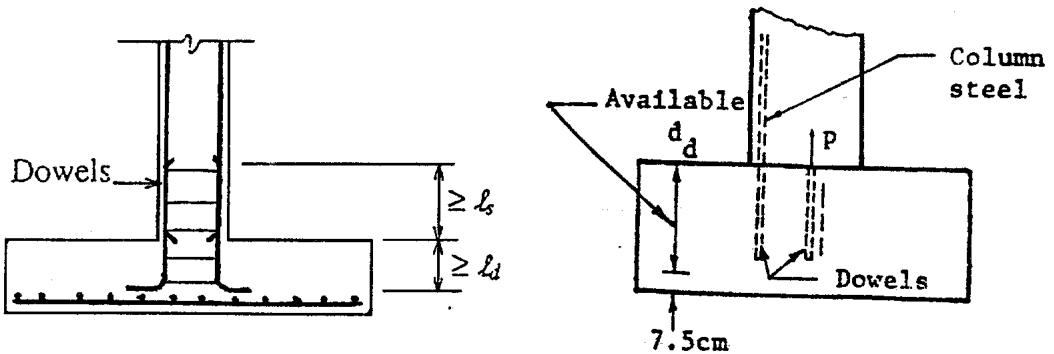 Dowels
≥ ℓs
≥ ℓd
Available
dd
P
Column
steel
Dowels
7.5cm